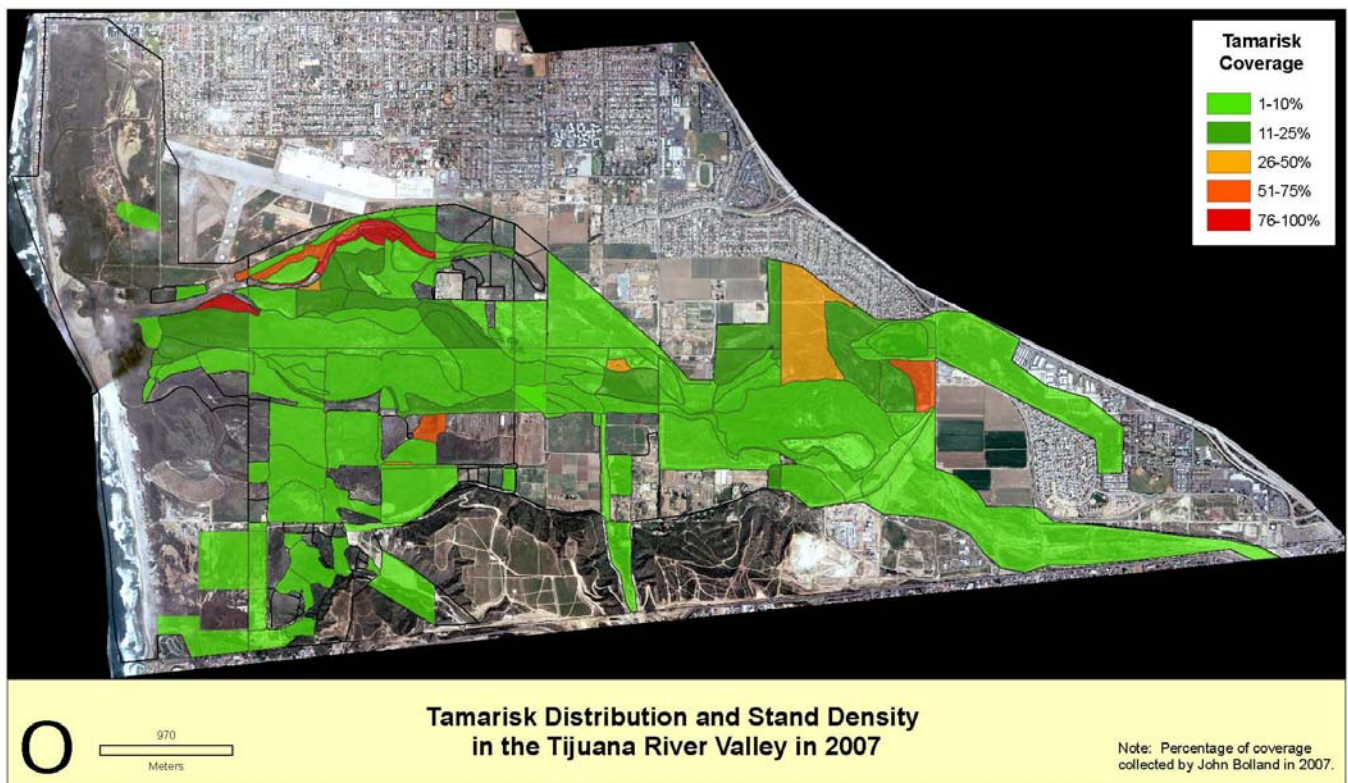 Tamarisk
Coverage
1-10%
11-25%
26-50%
51-75%
76-100%
O
970
Meters
Tamarisk Distribution and Stand Density
in the Tijuana River Valley in 2007
Note: Percentage of coverage
collected by John Bolland in 2007.